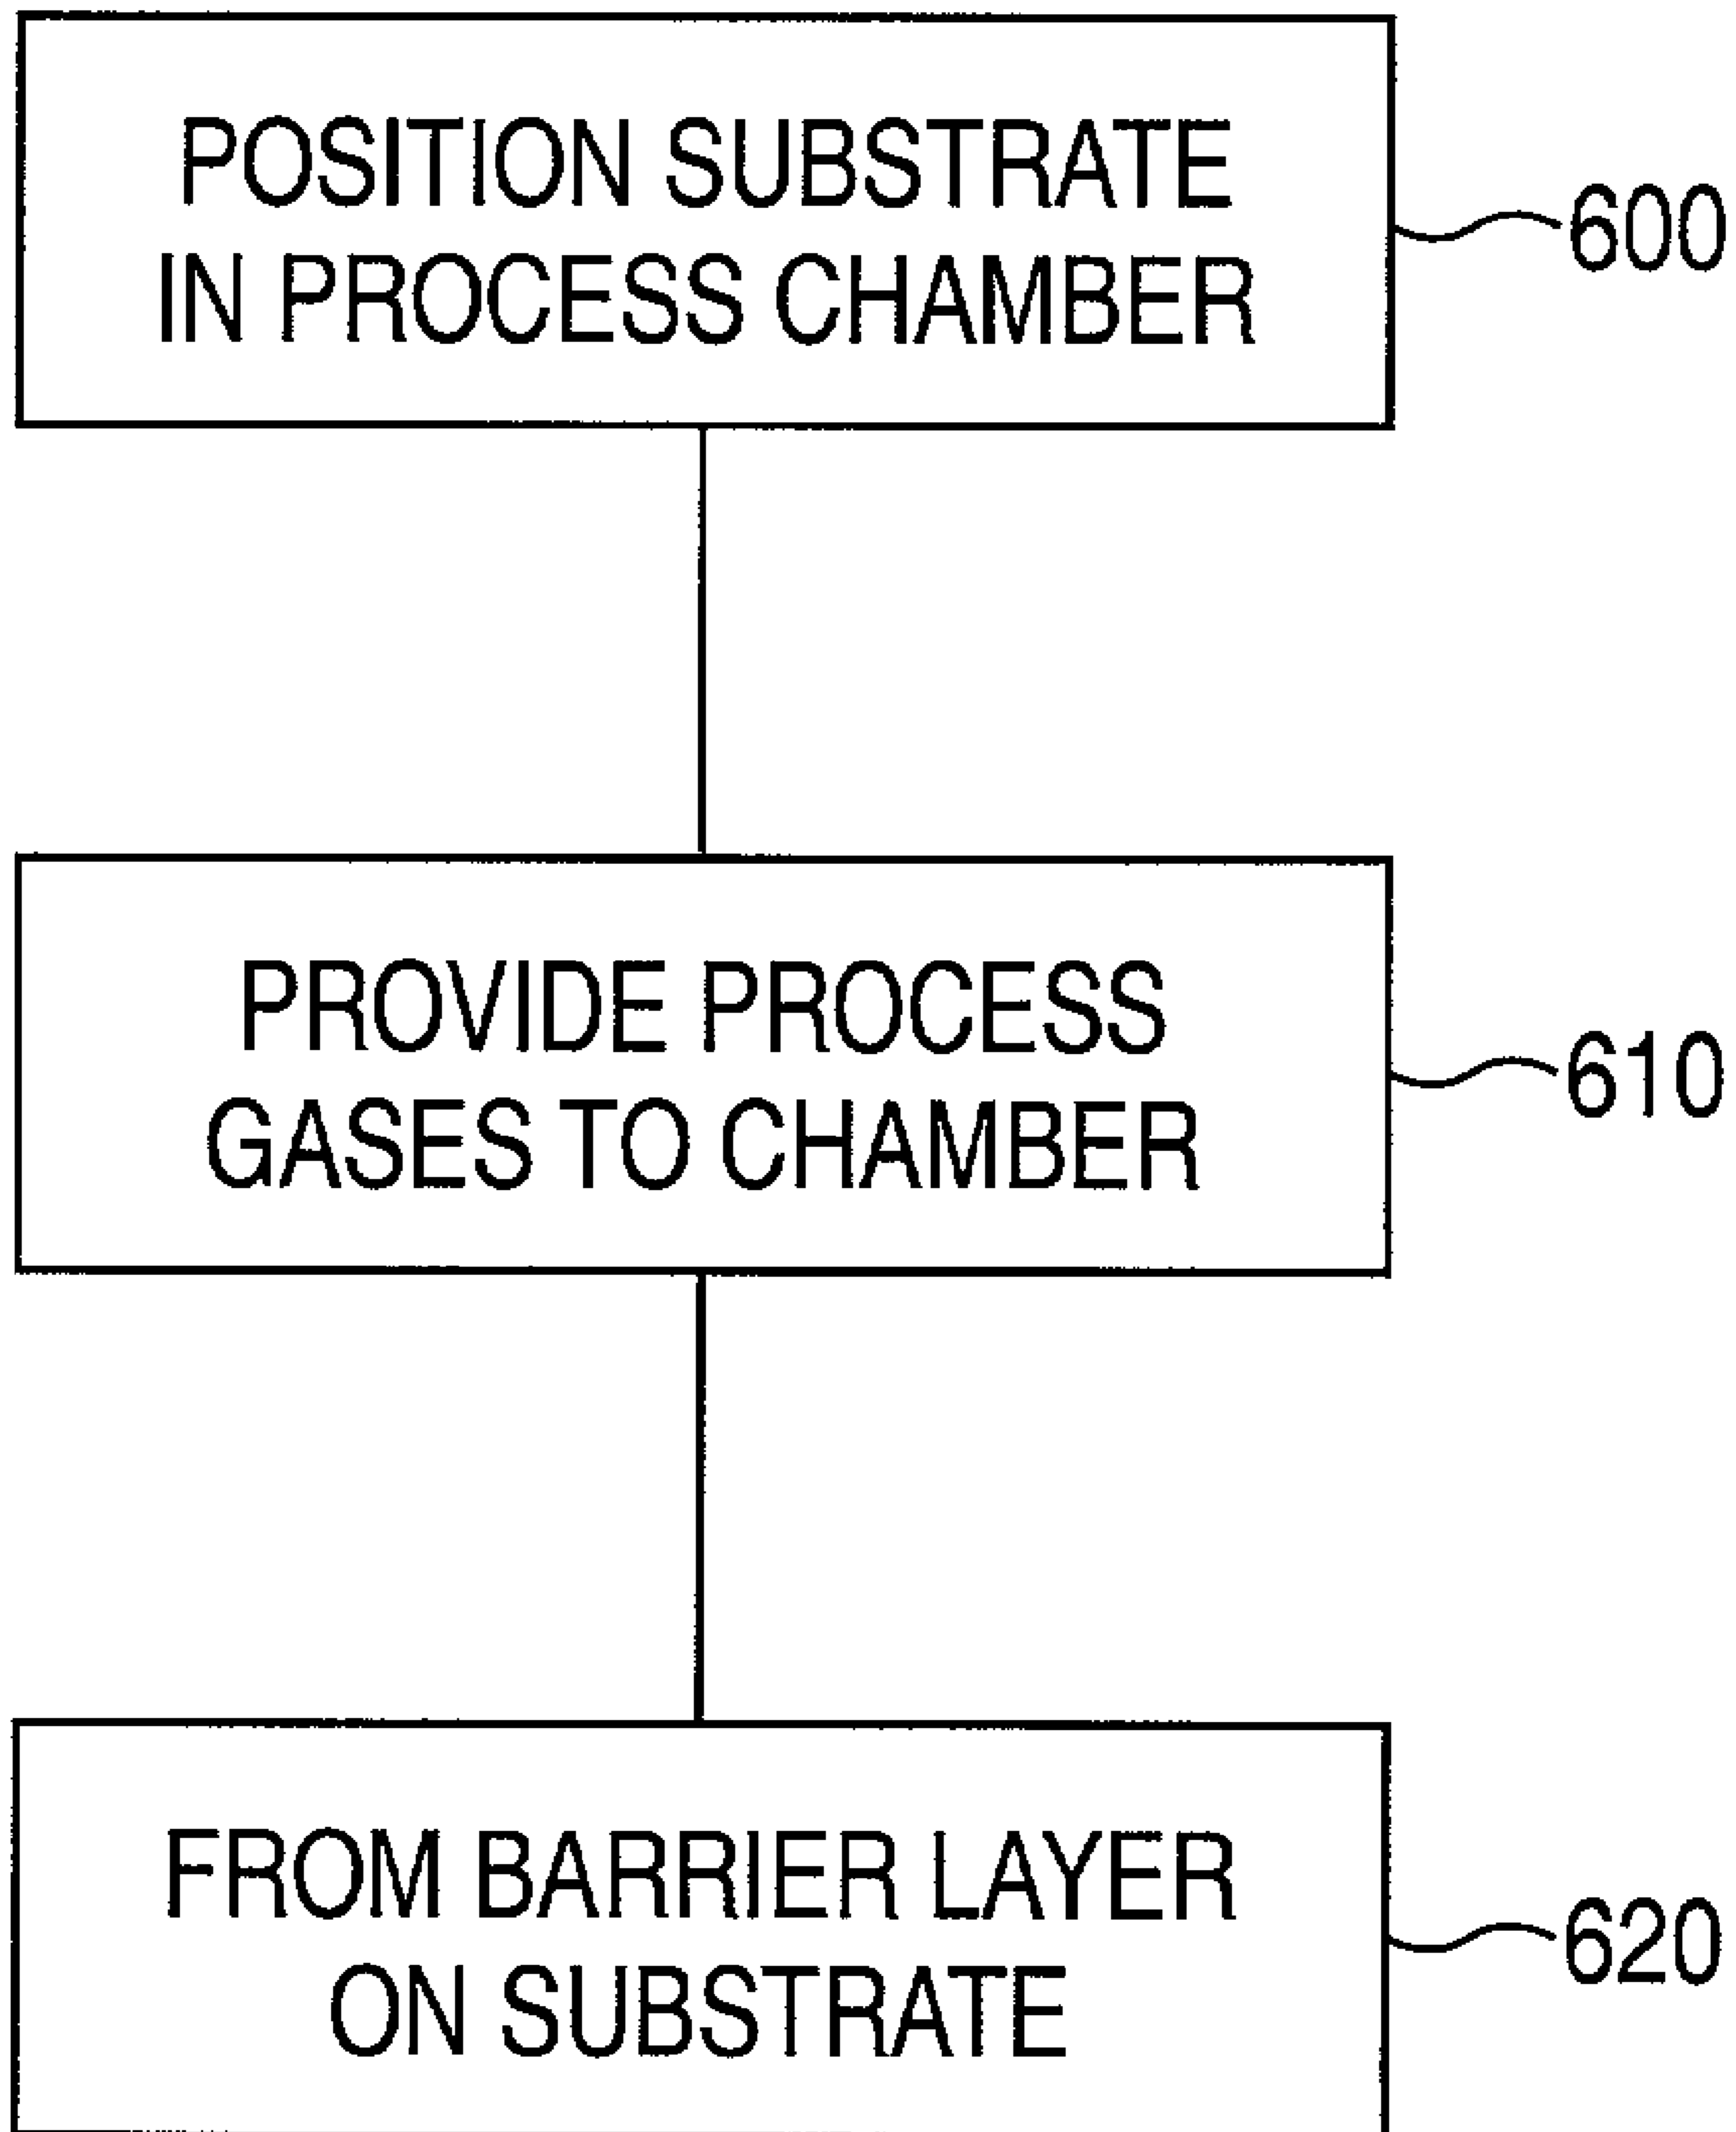 POSITION SUBSTRATE
IN PROCESS CHAMBER
600
PROVIDE PROCESS
GASES TO CHAMBER
610
FROM BARRIER LAYER
ON SUBSTRATE
620